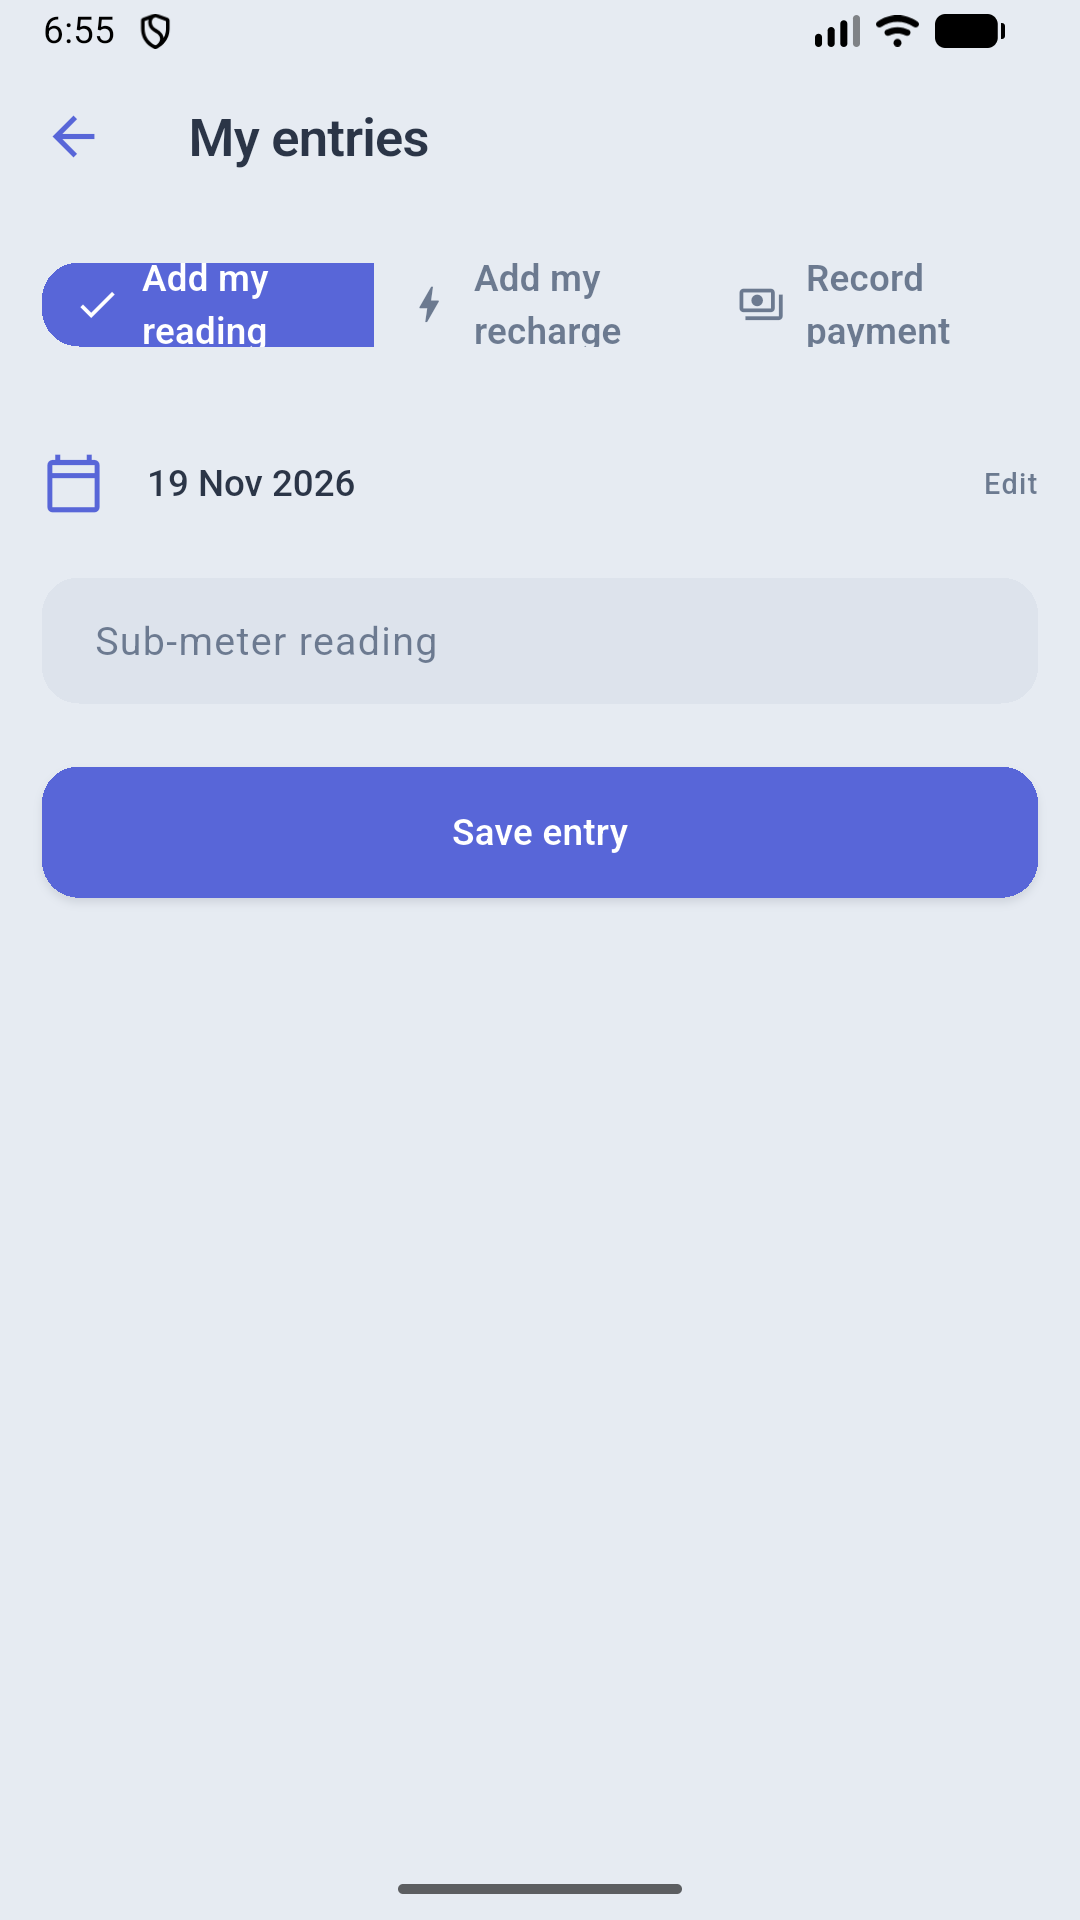 6:55
My entries
Add my
reading
Add my
recharge
Record
payment
19 Nov 2026
Edit
Sub-meter reading
Save entry